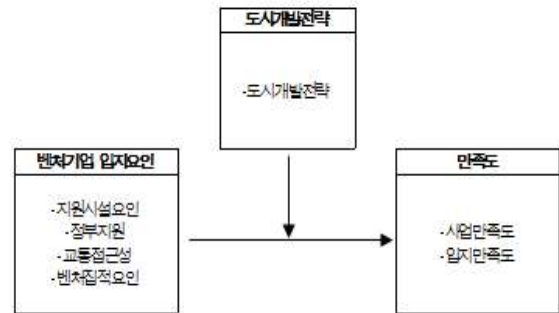 도시개발전략
-도시개발전략
벤처기업 입지요인
-지원시설요인
-정부지원
-교통접근성
-벤처집적요인
만족도
-사업만족도
-입지만족도